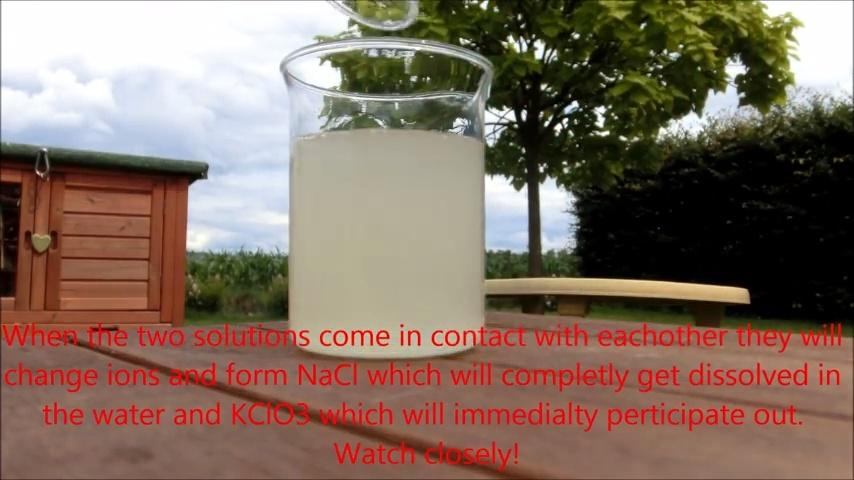 When the two solutions come in contact with eachother they will
change ions and form NaCl which will completly get dissolved in
the water and KClO3 which will immedialty perticipate out.
Watch closely!